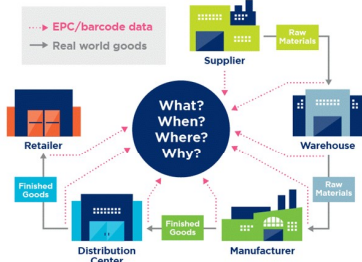 EPC/barcode data
Real world goods
Supplier
Raw
Materials
What?
When?
Where?
Why?
Retailer
Warehouse
Finished
Goods
Raw
Materials
Finished
Goods
Distribution
Center
Manufacturer